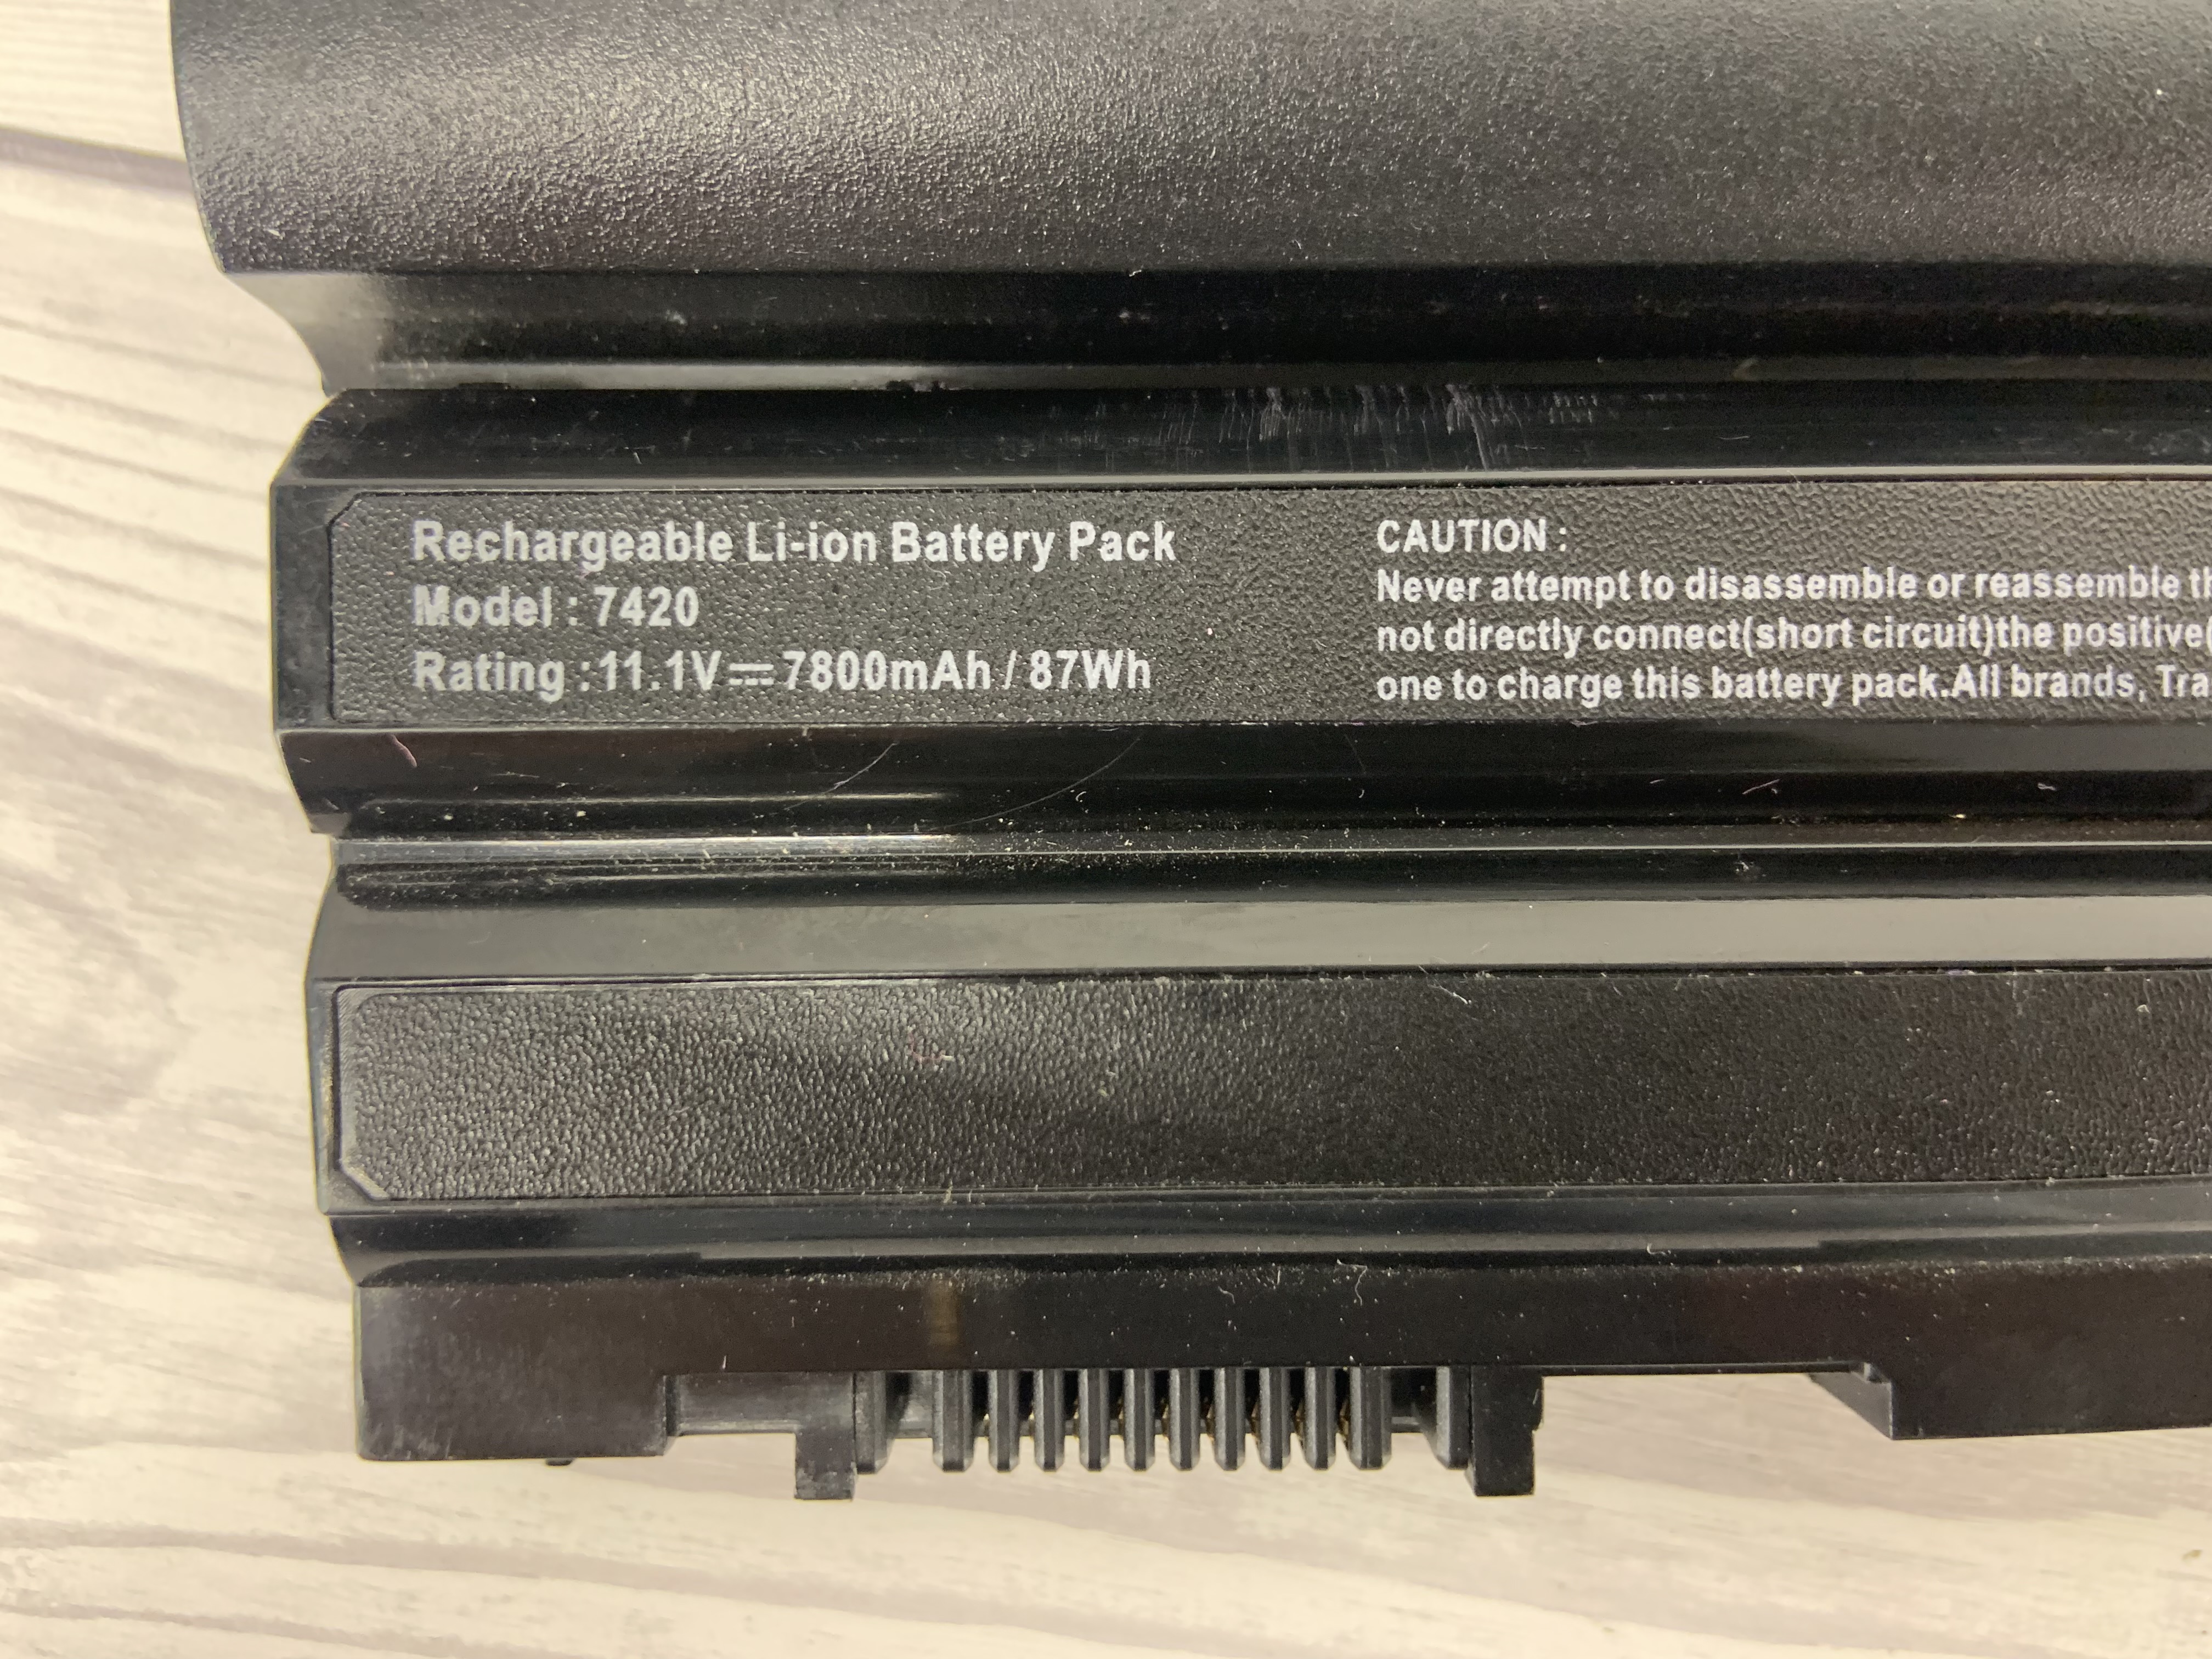 Rechargeable Li-ion Battery Pack
Model : 7420
Rating :11.1V⎓7800mAh / 87Wh
CAUTION :
Never attempt to disassemble or reassemble
not directly connect(short circuit)the positive(
one to charge this battery pack.All brands,